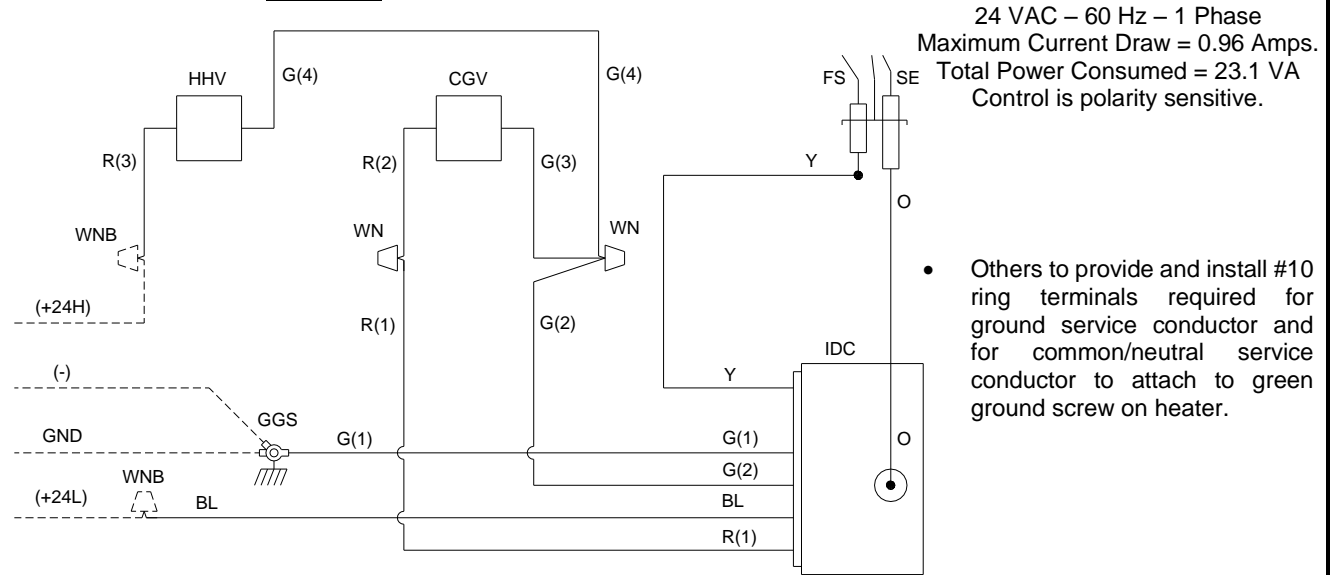 24 VAC – 60 Hz – 1 Phase
Maximum Current Draw = 0.96 Amps.
Total Power Consumed = 23.1 VA
Control is polarity sensitive.
HHV
G(4)
CGV
G(4)
FS
SE
R(3)
R(2)
G(3)
Y
O
WNB
WN
WN
(+24H)
R(1)
G(2)
IDC
• Others to provide and install #10
ring terminals required for
ground service conductor and
for common/neutral service
conductor to attach to green
ground screw on heater.
(-)
Y
GGS
GND
G(1)
G(1)
O
WNB
G(2)
(+24L)
BL
BL
R(1)